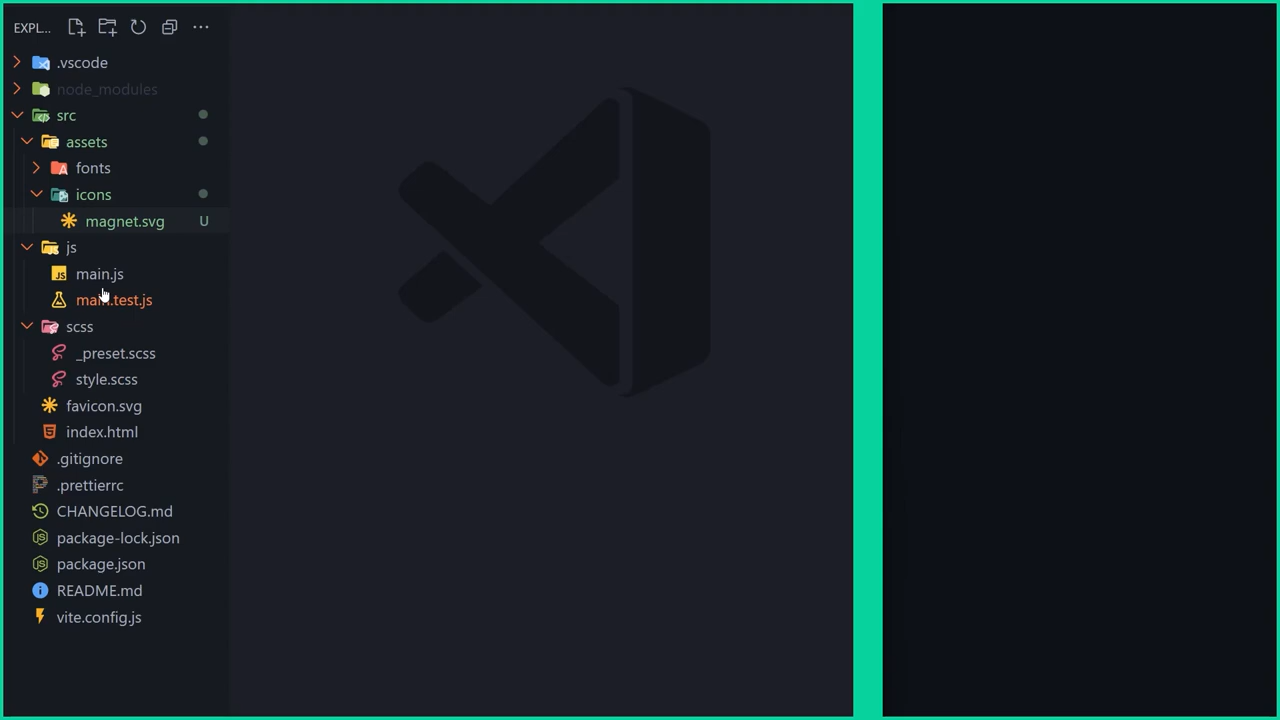 EXPL...
.vscode
node_modules
src
assets
fonts
icons
magnet.svg U
js
JS main.js
main.test.js
scss
_preset.scss
style.scss
favicon.svg
index.html
.gitignore
.prettierrc
CHANGELOG.md
package-lock.json
package.json
README.md
vite.config.js